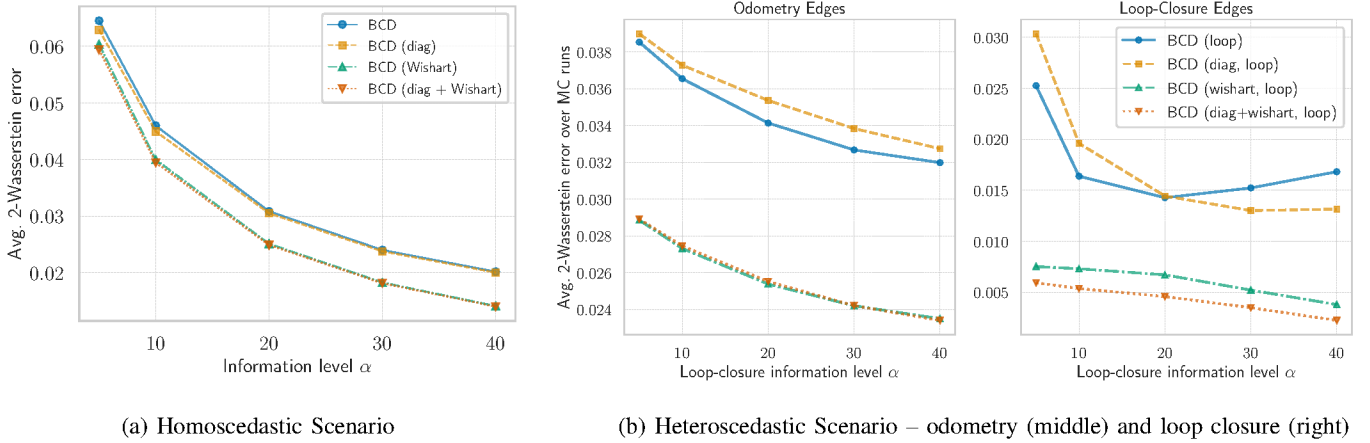 Avg. 2-Wasserstein error
0.06
0.05
0.04
0.03
0.02
BCD
BCD (diag)
BCD (Wishart)
BCD (diag + Wishart)
10 20 30 40
Information level α
(a) Homoscedastic Scenario
Odometry Edges
Avg. 2-Wasserstein error over MC runs
0.038
0.036
0.034
0.032
0.030
0.028
0.026
0.024
10 20 30 40
Loop-closure information level α
Loop-Closure Edges
0.030
0.025
0.020
0.015
0.010
0.005
BCD (loop)
BCD (diag, loop)
BCD (wishart, loop)
BCD (diag+wishart, loop)
10 20 30 40
Loop-closure information level α
(b) Heteroscedastic Scenario – odometry (middle) and loop closure (right)